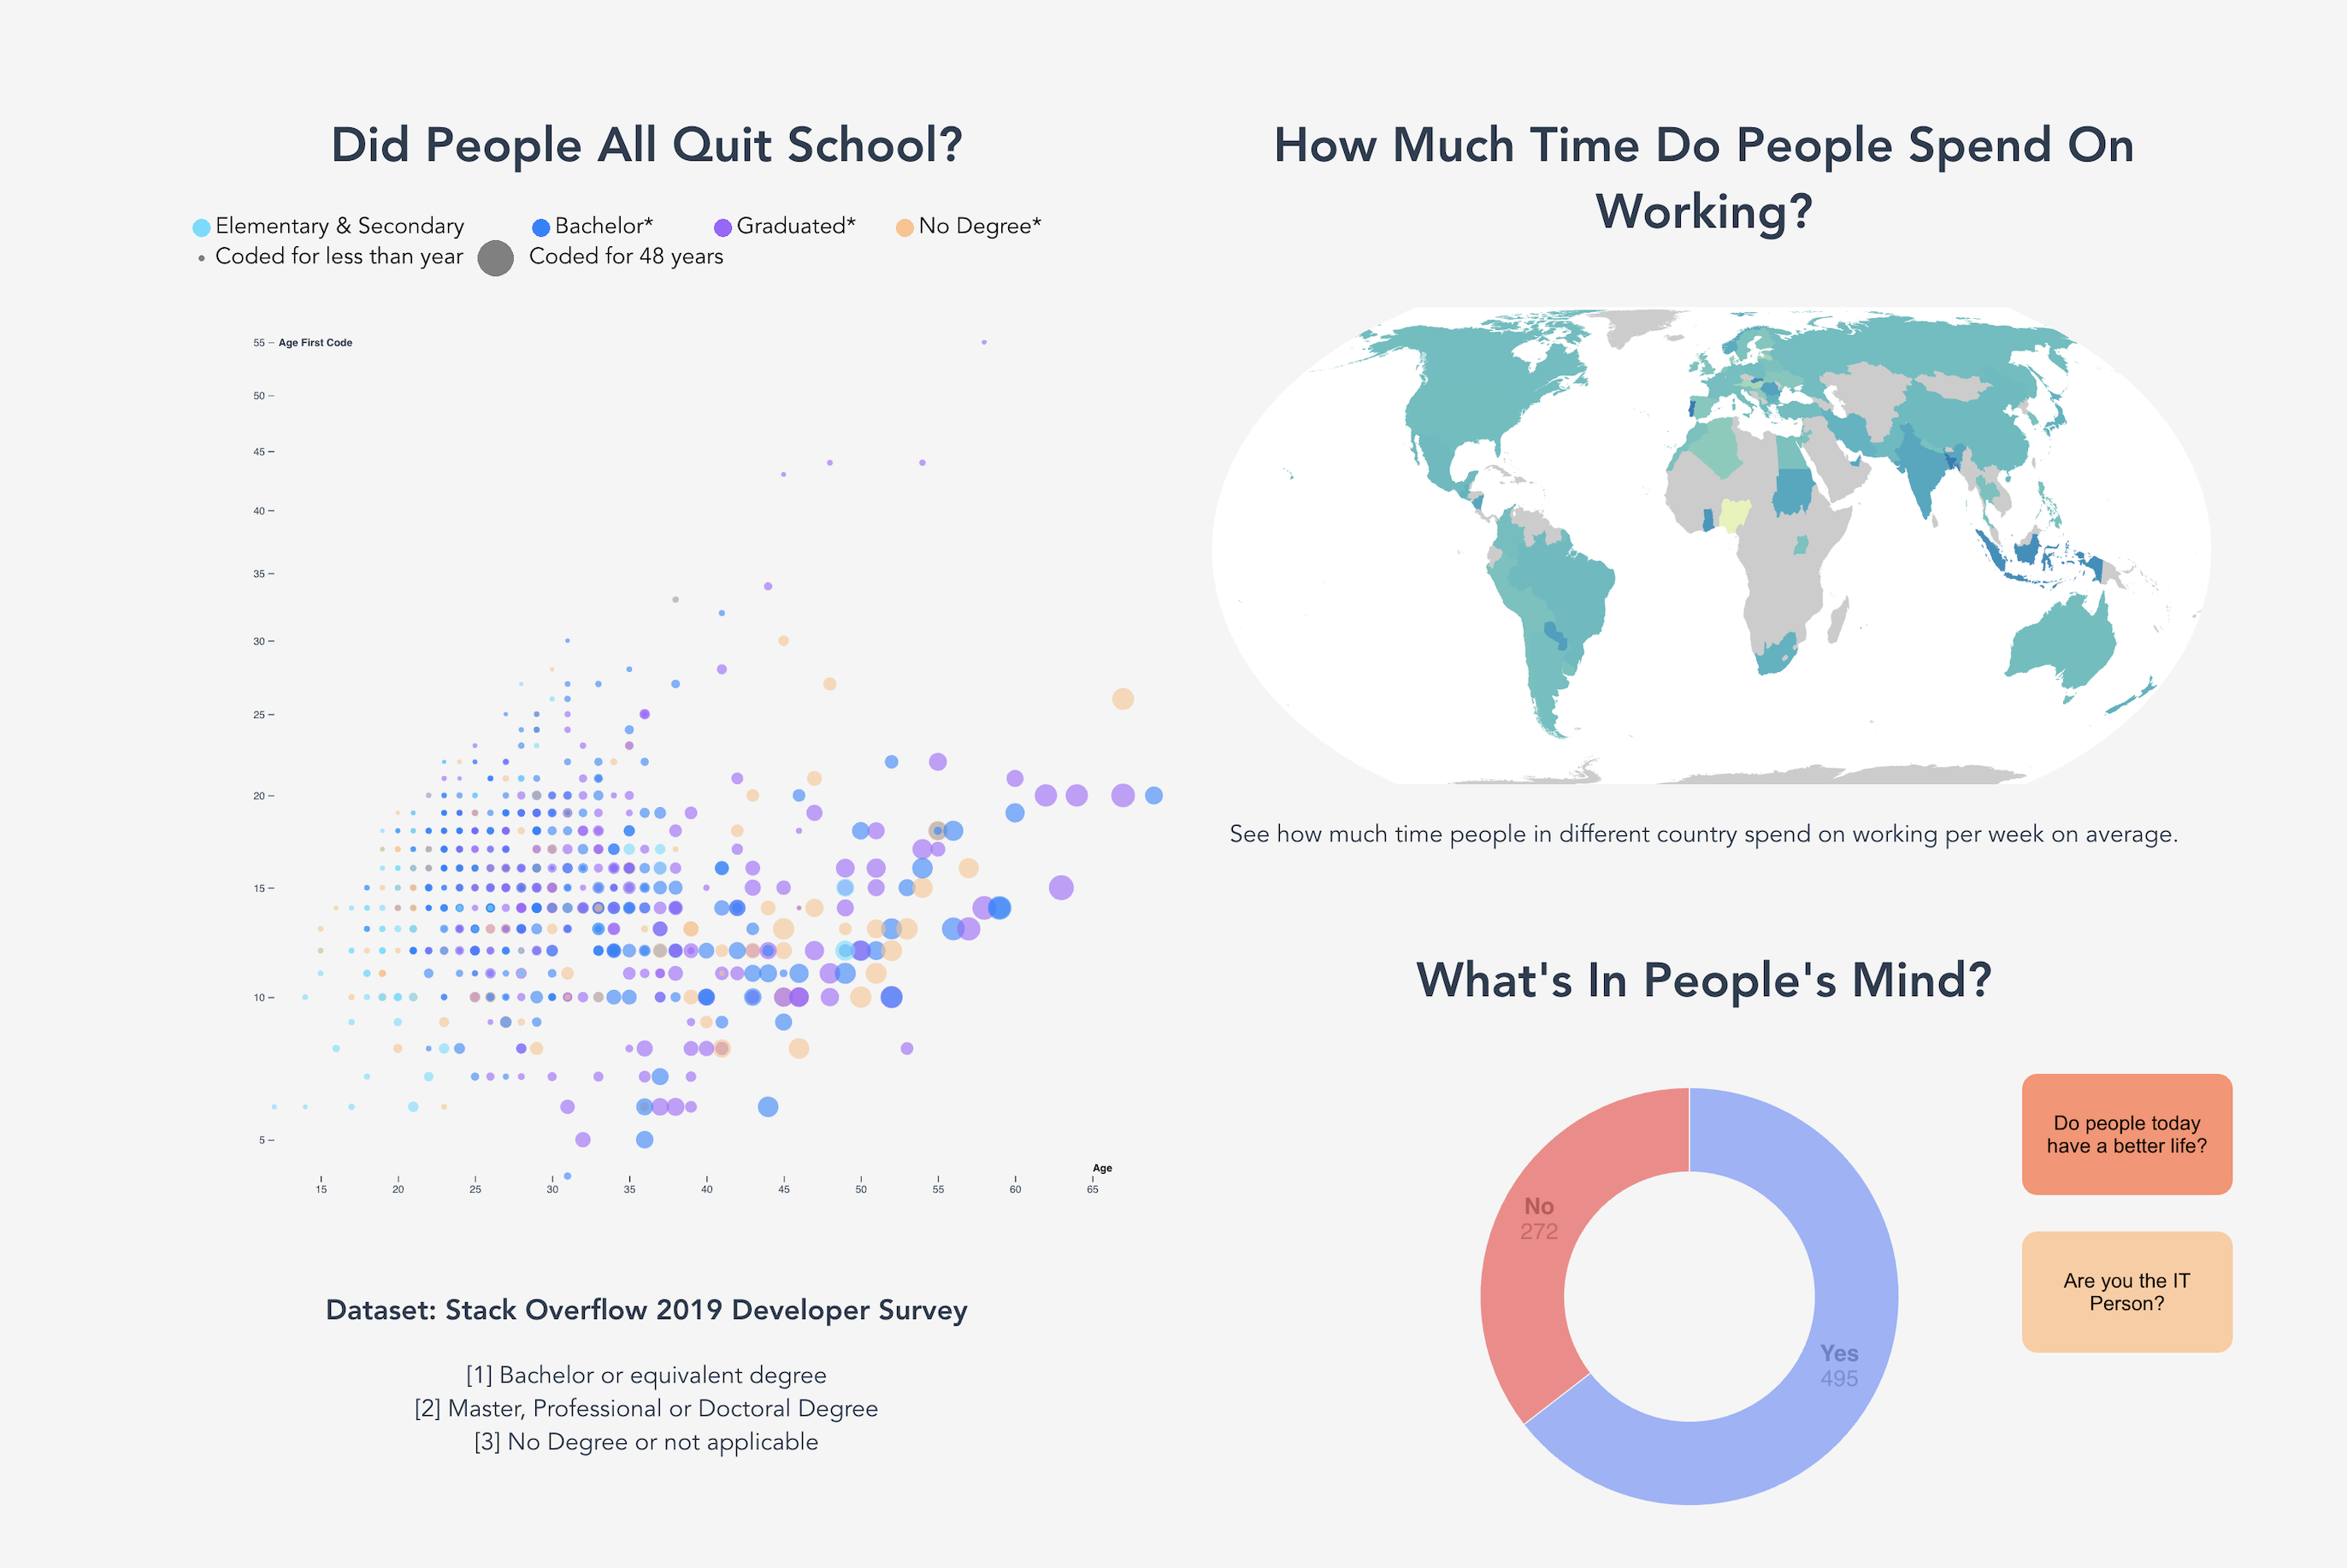 Did People All Quit School?
Elementary & Secondary Bachelor* Graduated* No Degree*
Coded for less than year Coded for 48 years
55 Age First Code
50
45
40
35
30
25
20
15
10
5
Age
15 20 25 30 35 40 45 50 55 60 65
Dataset: Stack Overflow 2019 Developer Survey
[1] Bachelor or equivalent degree
[2] Master, Professional or Doctoral Degree
[3] No Degree or not applicable
How Much Time Do People Spend On
Working?
See how much time people in different country spend on working per week on average.
What's In People's Mind?
No
272
Yes
495
Do people today
have a better life?
Are you the IT
Person?